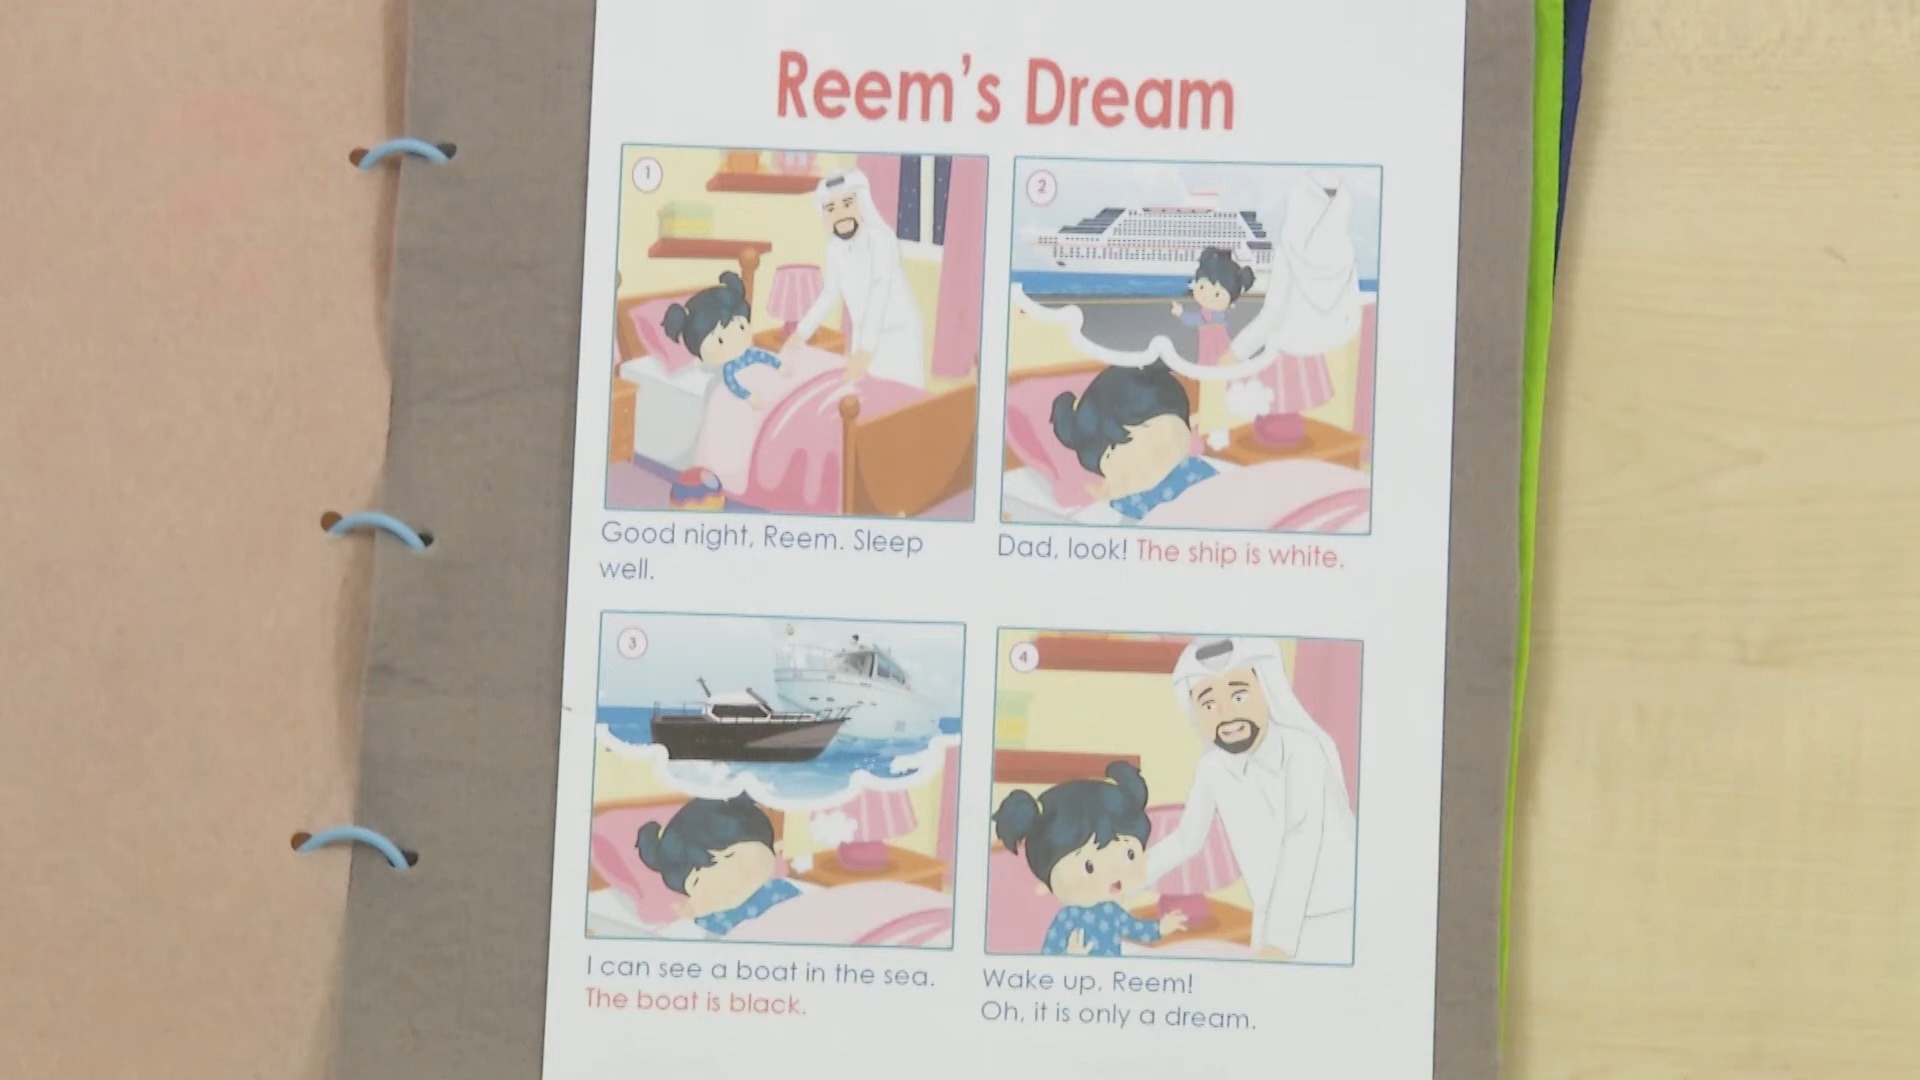 Reem's Dream
1
Good night, Reem. Sleep
well.
2
Dad, look! The ship is white.
3
I can see a boat in the sea.
The boat is black.
4
Wake up, Reem!
Oh, it is only a dream.